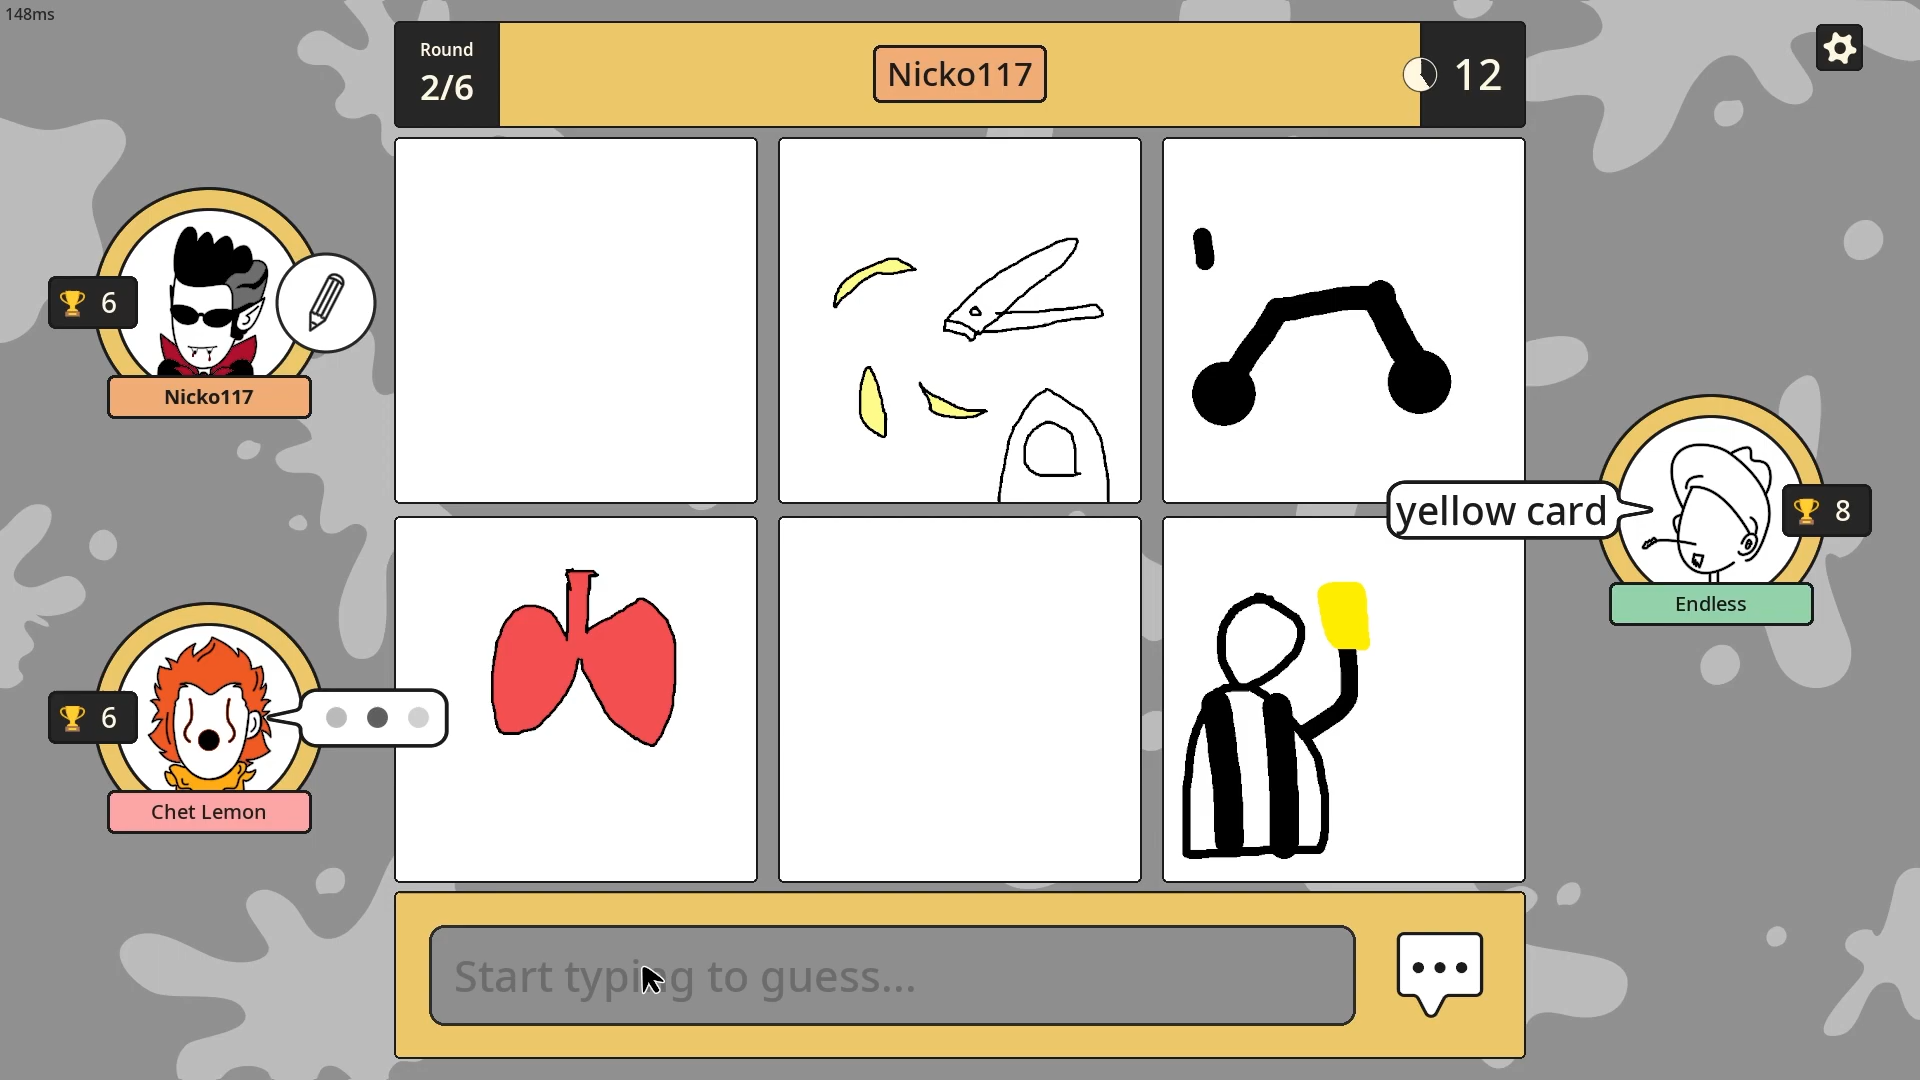 148ms
Round
2/6
Nicko117
12
6
Nicko117
yellow card
8
Endless
6
Chet Lemon
Start typing to guess...